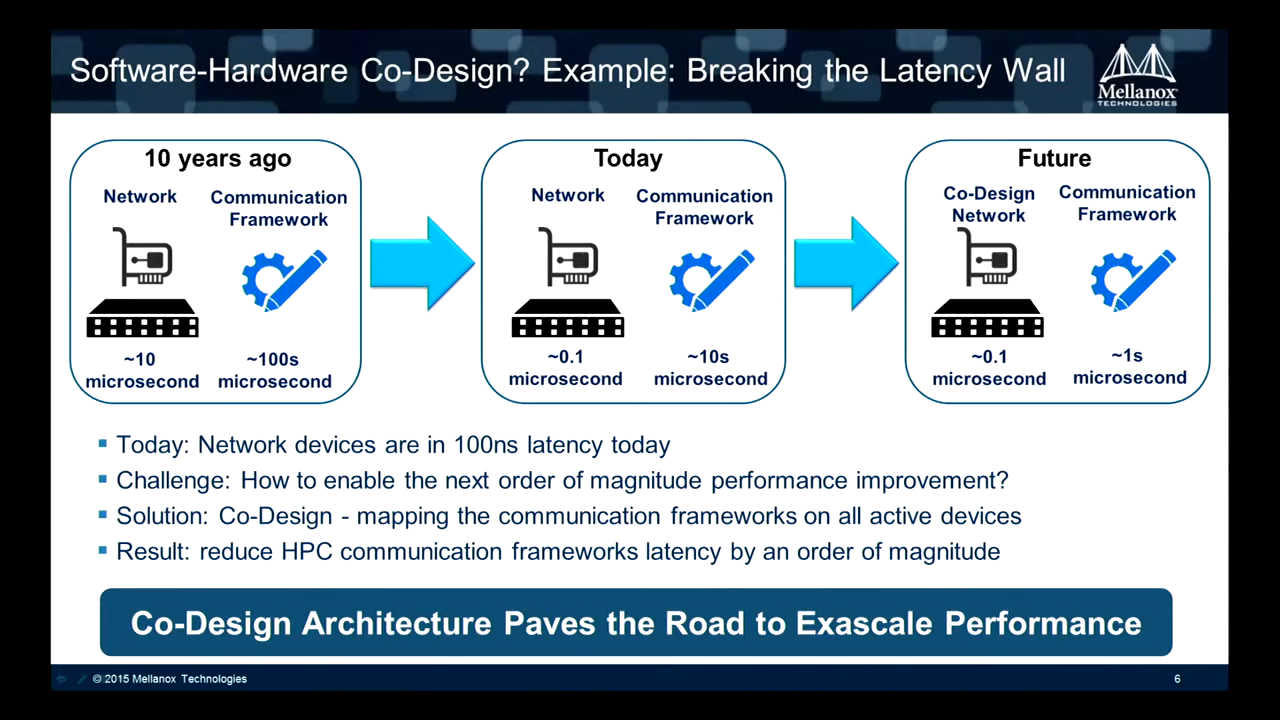 Software-Hardware Co-Design? Example: Breaking the Latency Wall
Mellanox
TECHNOLOGIES
10 years ago
Network
Communication
Framework
~10
microsecond
~100s
microsecond
Today
Network
Communication
Framework
~0.1
microsecond
~10s
microsecond
Future
Co-Design
Network
Communication
Framework
~0.1
microsecond
~1s
microsecond
▪ Today: Network devices are in 100ns latency today
▪ Challenge: How to enable the next order of magnitude performance improvement?
▪ Solution: Co-Design - mapping the communication frameworks on all active devices
▪ Result: reduce HPC communication frameworks latency by an order of magnitude
Co-Design Architecture Paves the Road to Exascale Performance
© 2015 Mellanox Technologies
6